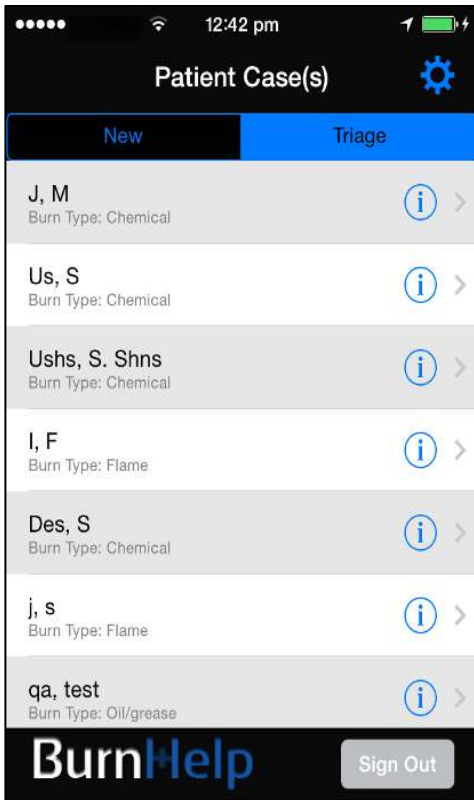 12:42 pm
Patient Case(s)
New Triage
J, M
Burn Type: Chemical
Us, S
Burn Type: Chemical
Ushs, S. Shns
Burn Type: Chemical
I, F
Burn Type: Flame
Des, S
Burn Type: Chemical
j, s
Burn Type: Flame
qa, test
Burn Type: Oil/grease
BurnHelp Sign Out